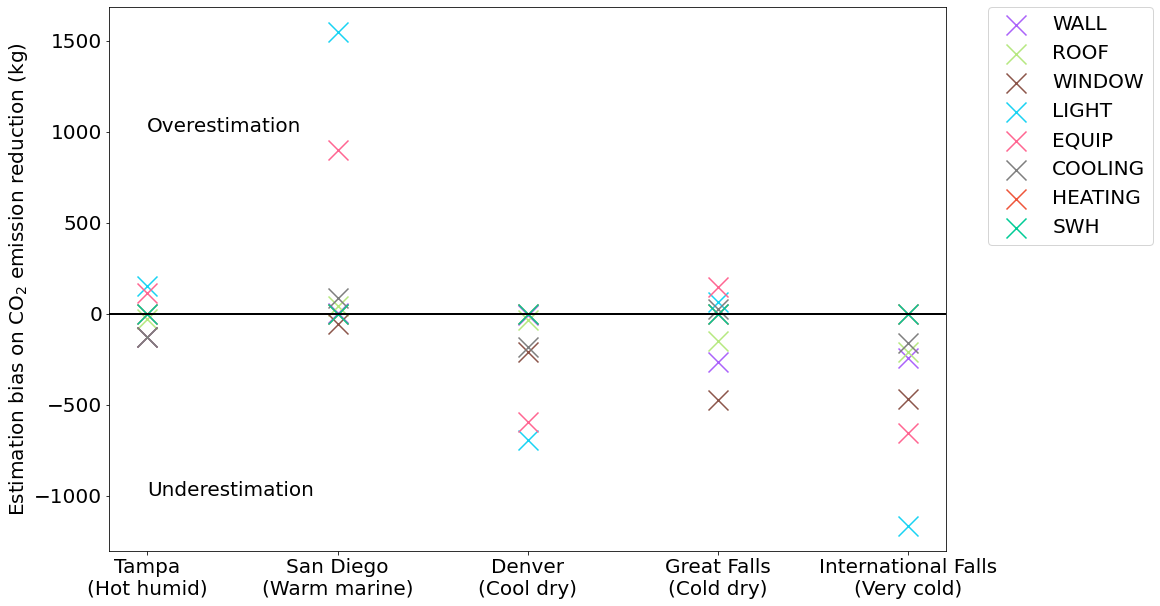 Estimation bias on CO₂ emission reduction (kg)
1500
1000
500
0
−500
−1000
Overestimation
Underestimation
Tampa
(Hot humid)
San Diego
(Warm marine)
Denver
(Cool dry)
Great Falls
(Cold dry)
International Falls
(Very cold)
WALL
ROOF
WINDOW
LIGHT
EQUIP
COOLING
HEATING
SWH